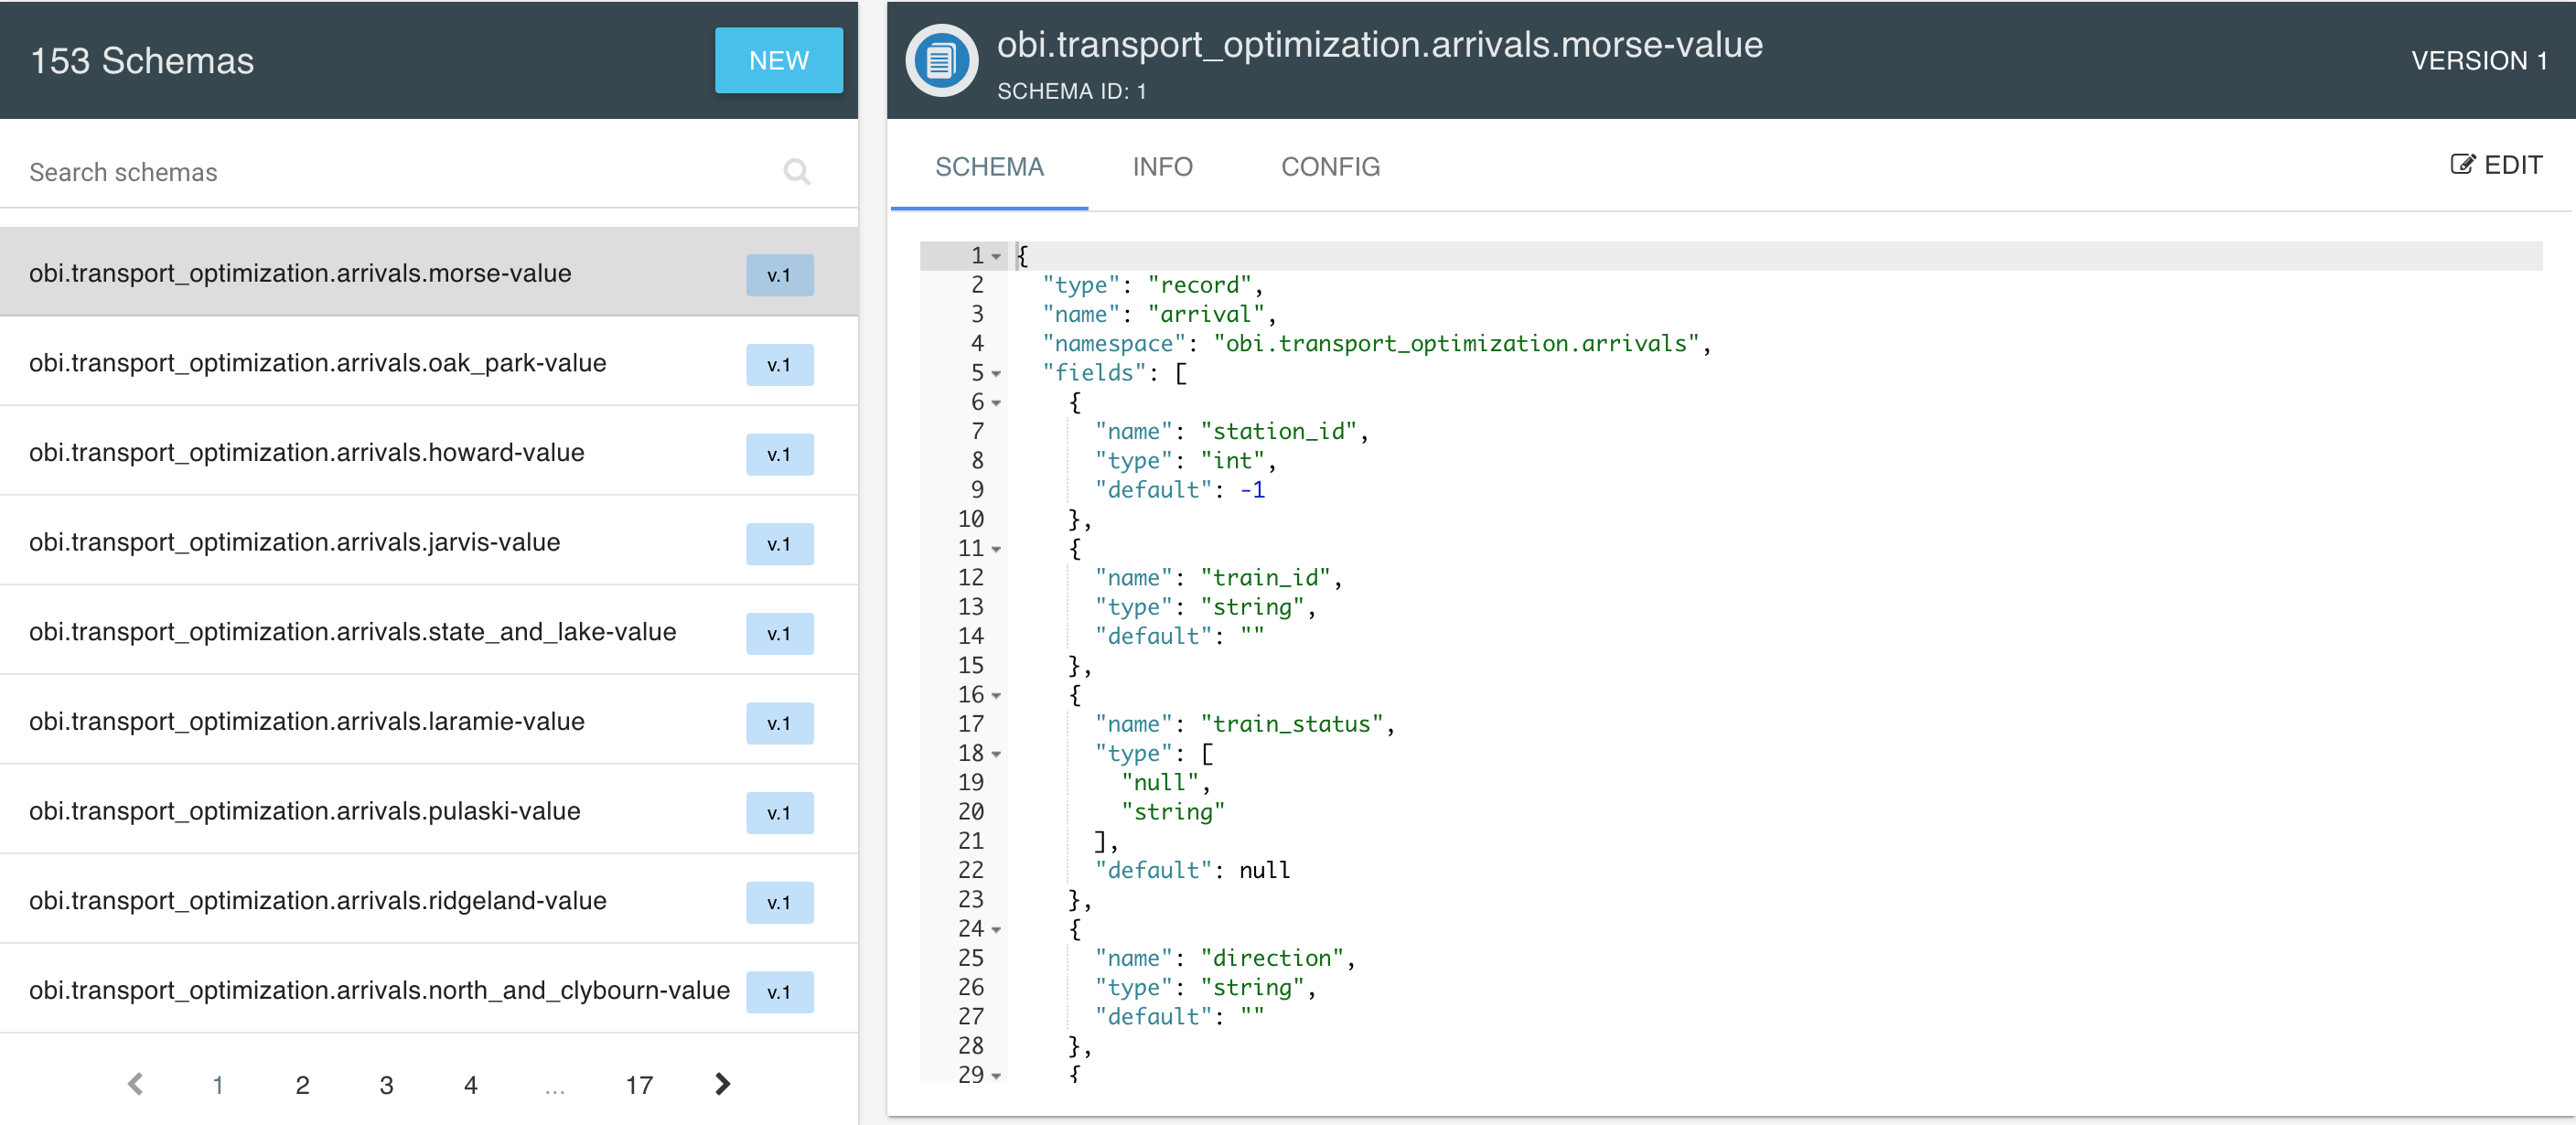 153 Schemas
NEW
Search schemas
obi.transport_optimization.arrivals.morse-value v.1
obi.transport_optimization.arrivals.oak_park-value v.1
obi.transport_optimization.arrivals.howard-value v.1
obi.transport_optimization.arrivals.jarvis-value v.1
obi.transport_optimization.arrivals.state_and_lake-value v.1
obi.transport_optimization.arrivals.laramie-value v.1
obi.transport_optimization.arrivals.pulaski-value v.1
obi.transport_optimization.arrivals.ridgeland-value v.1
obi.transport_optimization.arrivals.north_and_clybourn-value v.1
1 2 3 4 ... 17
obi.transport_optimization.arrivals.morse-value
SCHEMA ID: 1
VERSION 1
SCHEMA INFO CONFIG
EDIT
1 {
2 "type": "record",
3 "name": "arrival",
4 "namespace": "obi.transport_optimization.arrivals",
5 "fields": [
6 {
7 "name": "station_id",
8 "type": "int",
9 "default": -1
10 },
11 {
12 "name": "train_id",
13 "type": "string",
14 "default": ""
15 },
16 {
17 "name": "train_status",
18 "type": [
19 "null",
20 "string"
21 ],
22 "default": null
23 },
24 {
25 "name": "direction",
26 "type": "string",
27 "default": ""
28 },
29 {